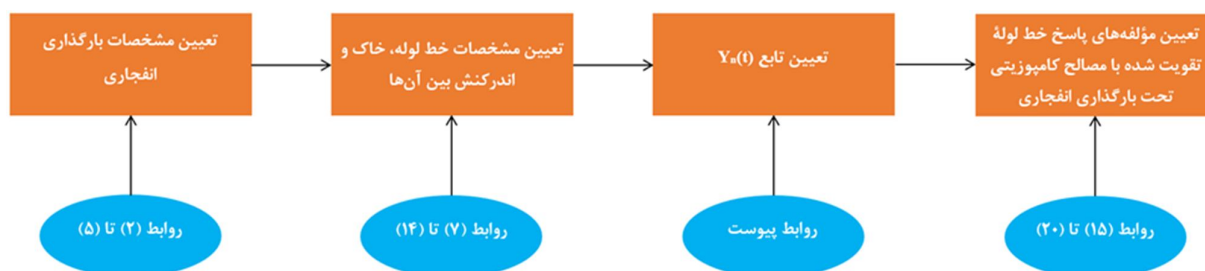 تعیین مشخصات بارگذاری
انفجاری
تعیین مشخصات خط لوله، خاک و
اندرکنش بین آن‌ها
تعیین تابع Yₙ(t)
تعیین مؤلفه‌های پاسخ خط لولۀ
تقویت شده با مصالح کامپوزیتی
تحت بارگذاری انفجاری
روابط (۲) تا (۵)
روابط (۷) تا (۱۴)
روابط پیوست
روابط (۱۵) تا (۲۰)